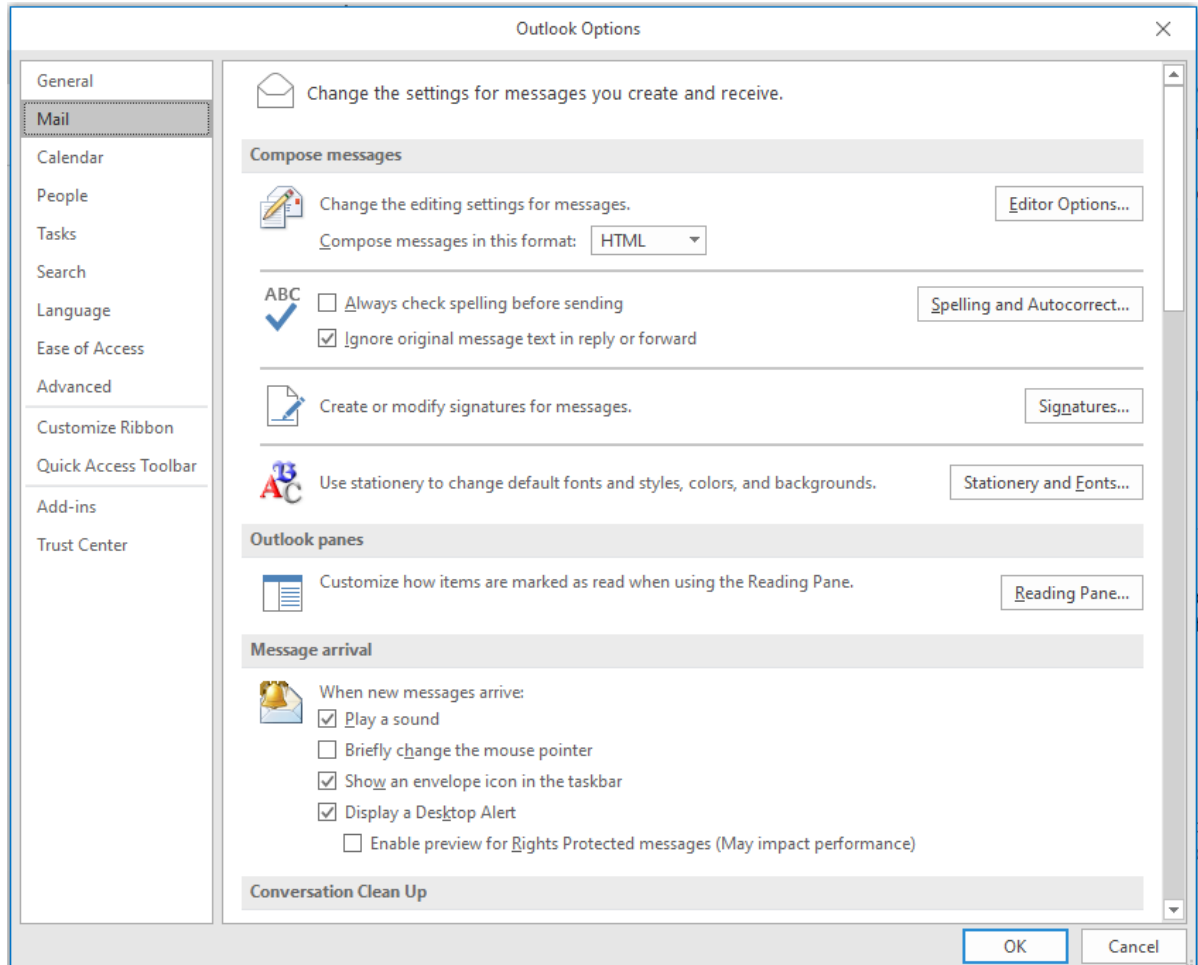 Outlook Options
General
Mail
Calendar
People
Tasks
Search
Language
Ease of Access
Advanced
Customize Ribbon
Quick Access Toolbar
Add-ins
Trust Center
Change the settings for messages you create and receive.
Compose messages
Change the editing settings for messages.
Editor Options...
Compose messages in this format: HTML
ABC
Always check spelling before sending
Spelling and Autocorrect...
Ignore original message text in reply or forward
Create or modify signatures for messages.
Signatures...
Use stationery to change default fonts and styles, colors, and backgrounds.
Stationery and Fonts...
Outlook panes
Customize how items are marked as read when using the Reading Pane.
Reading Pane...
Message arrival
When new messages arrive:
Play a sound
Briefly change the mouse pointer
Show an envelope icon in the taskbar
Display a Desktop Alert
Enable preview for Rights Protected messages (May impact performance)
Conversation Clean Up
OK
Cancel